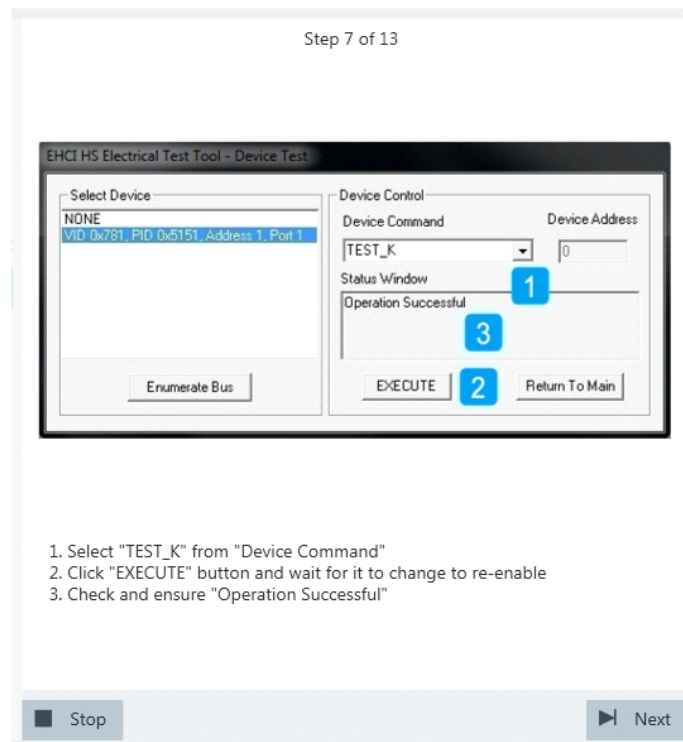 Step 7 of 13
EHCI HS Electrical Test Tool - Device Test
Select Device
NONE
VID 0x781, PID 0x5151, Address 1, Port 1
Enumerate Bus
Device Control
Device Command
Device Address
TEST_K
0
Status Window
1
Operation Successful
3
EXECUTE
2
Return To Main
1. Select "TEST_K" from "Device Command"
2. Click "EXECUTE" button and wait for it to change to re-enable
3. Check and ensure "Operation Successful"
Stop
Next